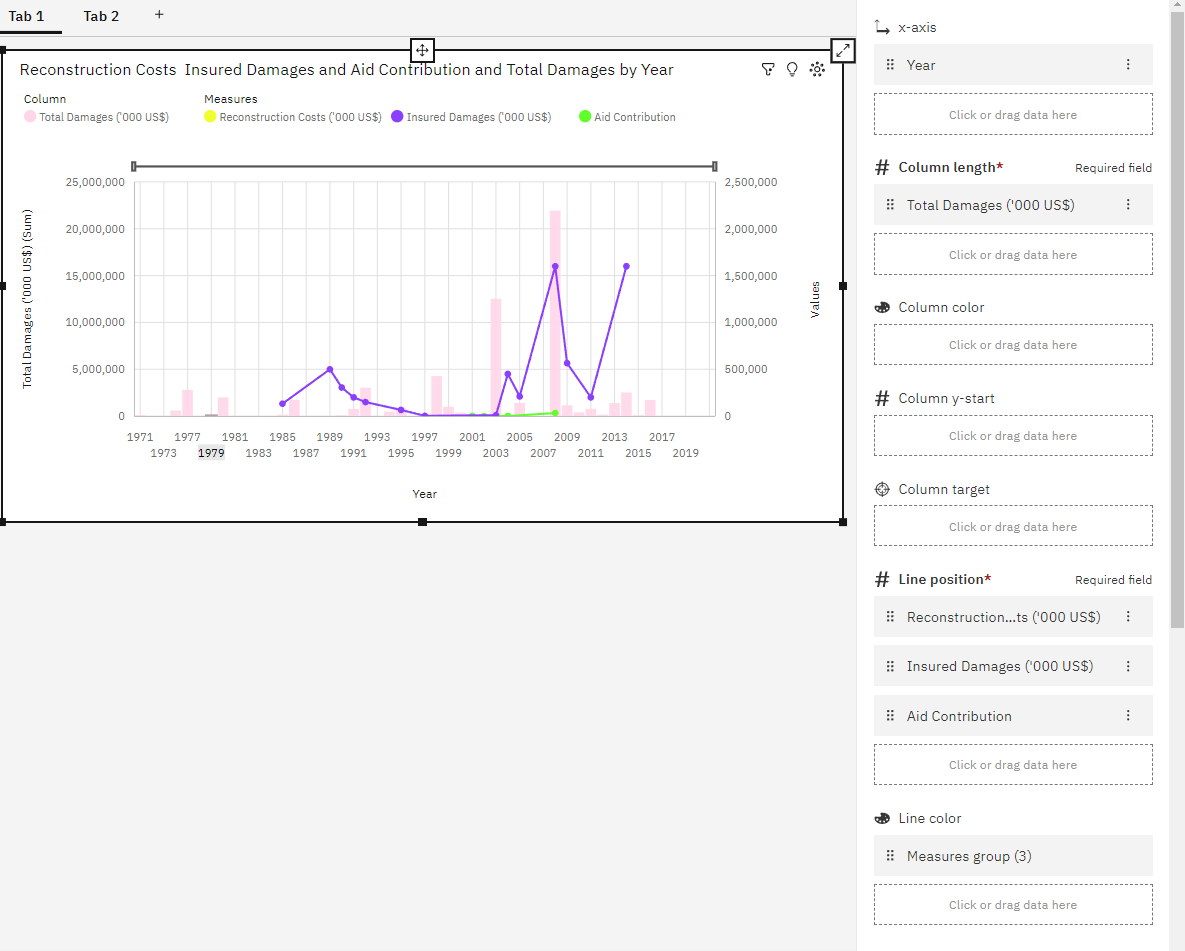 Tab 1
Tab 2
+
Reconstruction Costs  Insured Damages and Aid Contribution and Total Damages by Year
Column
Measures
Total Damages ('000 US$)
Reconstruction Costs ('000 US$)
Insured Damages ('000 US$)
Aid Contribution
Total Damages ('000 US$) (Sum)
25,000,000
20,000,000
15,000,000
10,000,000
5,000,000
0
2,500,000
2,000,000
1,500,000
1,000,000
500,000
0
Values
1971 1977 1981 1985 1989 1993 1997 2001 2005 2009 2013 2017
1973 1979 1983 1987 1991 1995 1999 2003 2007 2011 2015 2019
Year
x-axis
Year
Click or drag data here
Column length* Required field
Total Damages ('000 US$)
Click or drag data here
Column color
Click or drag data here
Column y-start
Click or drag data here
Column target
Click or drag data here
Line position* Required field
Reconstruction...ts ('000 US$)
Insured Damages ('000 US$)
Aid Contribution
Click or drag data here
Line color
Measures group (3)
Click or drag data here